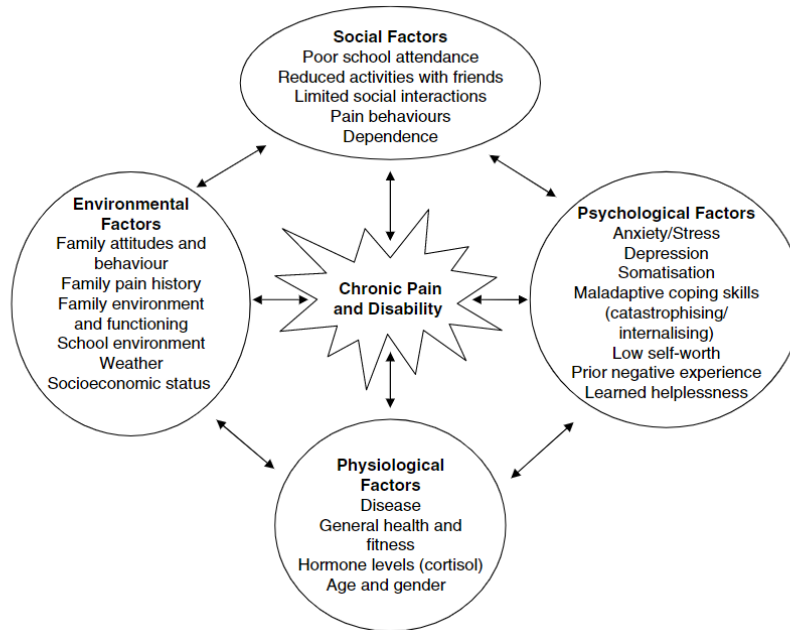 Social Factors
Poor school attendance
Reduced activities with friends
Limited social interactions
Pain behaviours
Dependence
Environmental
Factors
Family attitudes and
behaviour
Family pain history
Family environment
and functioning
School environment
Weather
Socioeconomic status
Chronic Pain
and Disability
Psychological Factors
Anxiety/Stress
Depression
Somatisation
Maladaptive coping skills
(catastrophising/
internalising)
Low self-worth
Prior negative experience
Learned helplessness
Physiological
Factors
Disease
General health and
fitness
Hormone levels (cortisol)
Age and gender